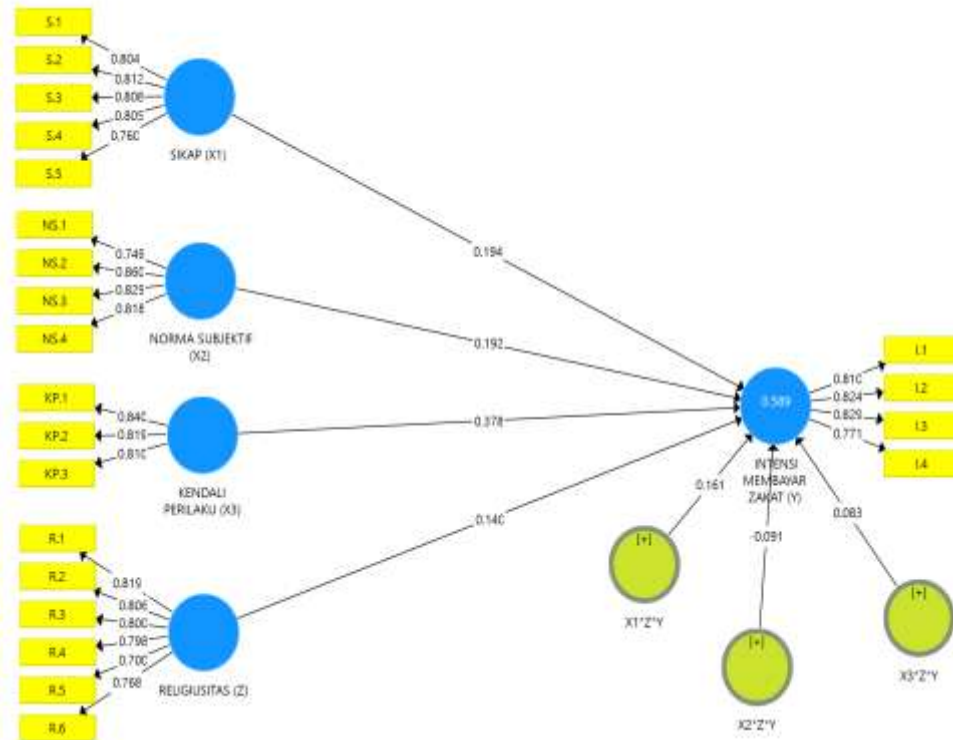 S.1
S.2
S.3
S.4
S.5
0.804
0.812
0.808
0.805
0.760
SIKAP (X1)
0.194
NS.1
NS.2
NS.3
NS.4
0.749
0.860
0.829
0.818
NORMA SUBJEKTIF
(X2)
0.192
KP.1
KP.2
KP.3
0.840
0.819
0.810
KENDALI
PERILAKU (X3)
0.378
R.1
R.2
R.3
R.4
R.5
R.6
0.819
0.806
0.800
0.798
0.700
0.768
RELIGIUSITAS (Z)
0.140
0.589
INTENSI
MEMBAYAR
ZAKAT (Y)
0.810
0.824
0.829
0.771
I.1
I.2
I.3
I.4
0.161
-0.091
0.083
[+]
X1*Z*Y
[+]
X2*Z*Y
[+]
X3*Z*Y